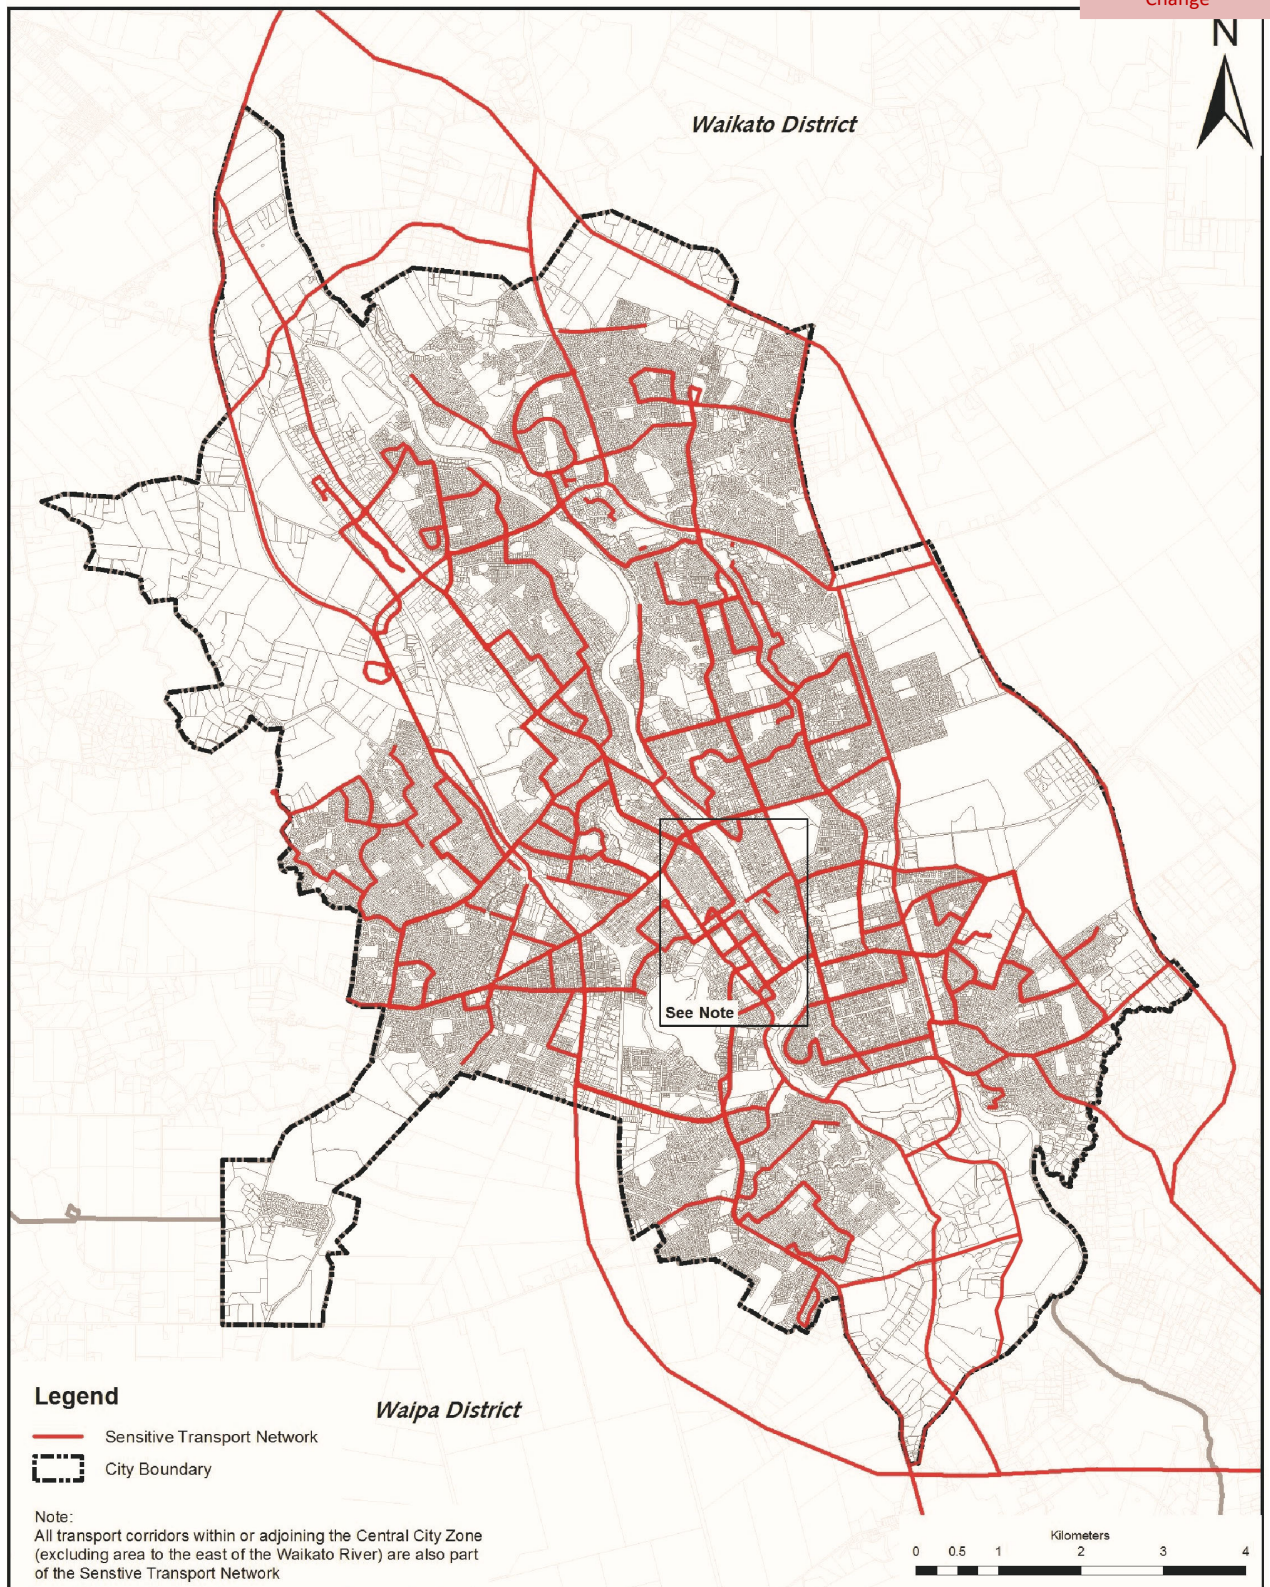 Change
N
Waikato District
See Note
Legend
Waipa District
Sensitive Transport Network
City Boundary
Note:
All transport corridors within or adjoining the Central City Zone
(excluding area to the east of the Waikato River) are also part
of the Senstive Transport Network
Kilometers
0 0.5 1 2 3 4